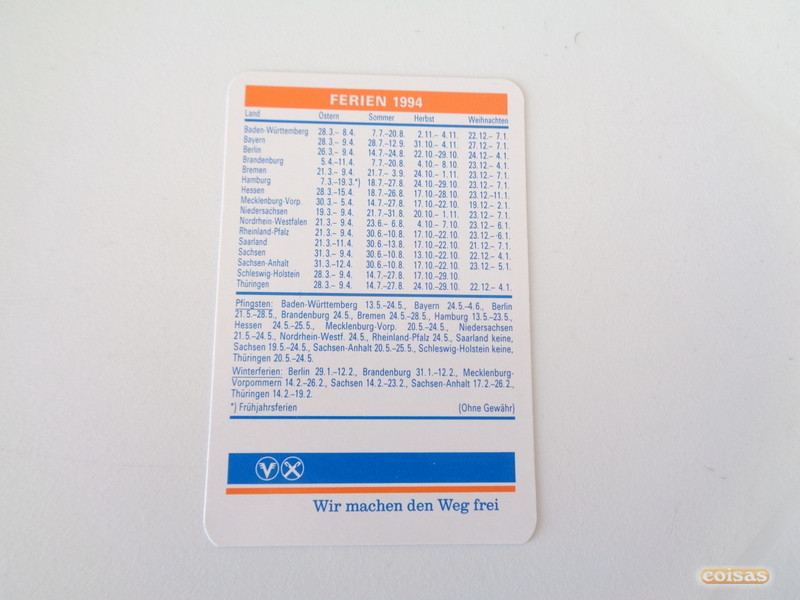 FERIEN 1994
Land Ostern Sommer Herbst Weihnachten
Baden-Württemberg 28.3.– 8.4. 7.7.–20.8. 2.11.– 4.11. 22.12.– 7.1.
Bayern 28.3.– 9.4. 28.7.–12.9. 31.10.– 4.11. 27.12.– 7.1.
Berlin 26.3.– 9.4. 14.7.–24.8. 22.10.–29.10. 24.12.– 4.1.
Brandenburg 5.4.–11.4. 7.7.–20.8. 4.10.– 8.10. 23.12.– 4.1.
Bremen 21.3.– 9.4. 21.7.– 3.9. 24.10.– 1.11. 23.12.– 7.1.
Hamburg 7.3.–19.3.*) 18.7.–27.8. 24.10.–29.10. 23.12.– 7.1.
Hessen 28.3.–15.4. 18.7.–26.8. 17.10.–28.10. 23.12.–11.1.
Mecklenburg-Vorp. 30.3.– 5.4. 14.7.–27.8. 17.10.–22.10. 19.12.– 2.1.
Niedersachsen 19.3.– 9.4. 21.7.–31.8. 20.10.– 1.11. 23.12.– 7.1.
Nordrhein-Westfalen 21.3.– 9.4. 23.6.– 6.8. 4.10.– 7.10. 23.12.– 6.1.
Rheinland-Pfalz 21.3.– 9.4. 30.6.–10.8. 17.10.–22.10. 23.12.– 6.1.
Saarland 21.3.–11.4. 30.6.–13.8. 17.10.–22.10. 21.12.– 7.1.
Sachsen 31.3.– 9.4. 30.6.–10.8. 13.10.–22.10. 22.12.– 4.1.
Sachsen-Anhalt 31.3.–12.4. 30.6.–10.8. 17.10.–22.10. 23.12.– 5.1.
Schleswig-Holstein 28.3.– 9.4. 14.7.–27.8. 17.10.–29.10.
Thüringen 28.3.– 9.4. 14.7.–27.8. 24.10.–29.10. 22.12.– 4.1.
Pfingsten: Baden-Württemberg 13.5.–24.5., Bayern 24.5.–4.6., Berlin
21.5.–28.5., Brandenburg 24.5., Bremen 24.5.–28.5., Hamburg 13.5.–23.5.,
Hessen 24.5.–25.5., Mecklenburg-Vorp. 20.5.–24.5., Niedersachsen
21.5.–24.5., Nordrhein-Westf. 24.5., Rheinland-Pfalz 24.5., Saarland keine,
Sachsen 19.5.–24.5., Sachsen-Anhalt 20.5.–25.5., Schleswig-Holstein keine,
Thüringen 20.5.–24.5.
Winterferien: Berlin 29.1.–12.2., Brandenburg 31.1.–12.2., Mecklenburg-
Vorpommern 14.2.–26.2., Sachsen 14.2.–23.2., Sachsen-Anhalt 17.2.–26.2.,
Thüringen 14.2.–19.2.
*) Frühjahrsferien (Ohne Gewähr)
Wir machen den Weg frei
coisas